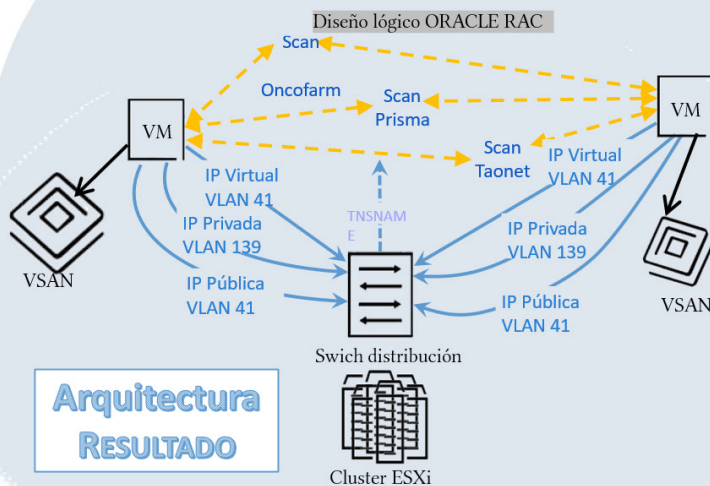 Diseño lógico ORACLE RAC
Scan
Oncofarm
Scan
Prisma
VM
VM
Scan
Taonet
IP Virtual
VLAN 41
IP Virtual
VLAN 41
TNSNAM
E
IP Privada
VLAN 139
IP Privada
VLAN 139
VSAN
VSAN
IP Pública
VLAN 41
IP Pública
VLAN 41
Swich distribución
Arquitectura
RESULTADO
Cluster ESXi